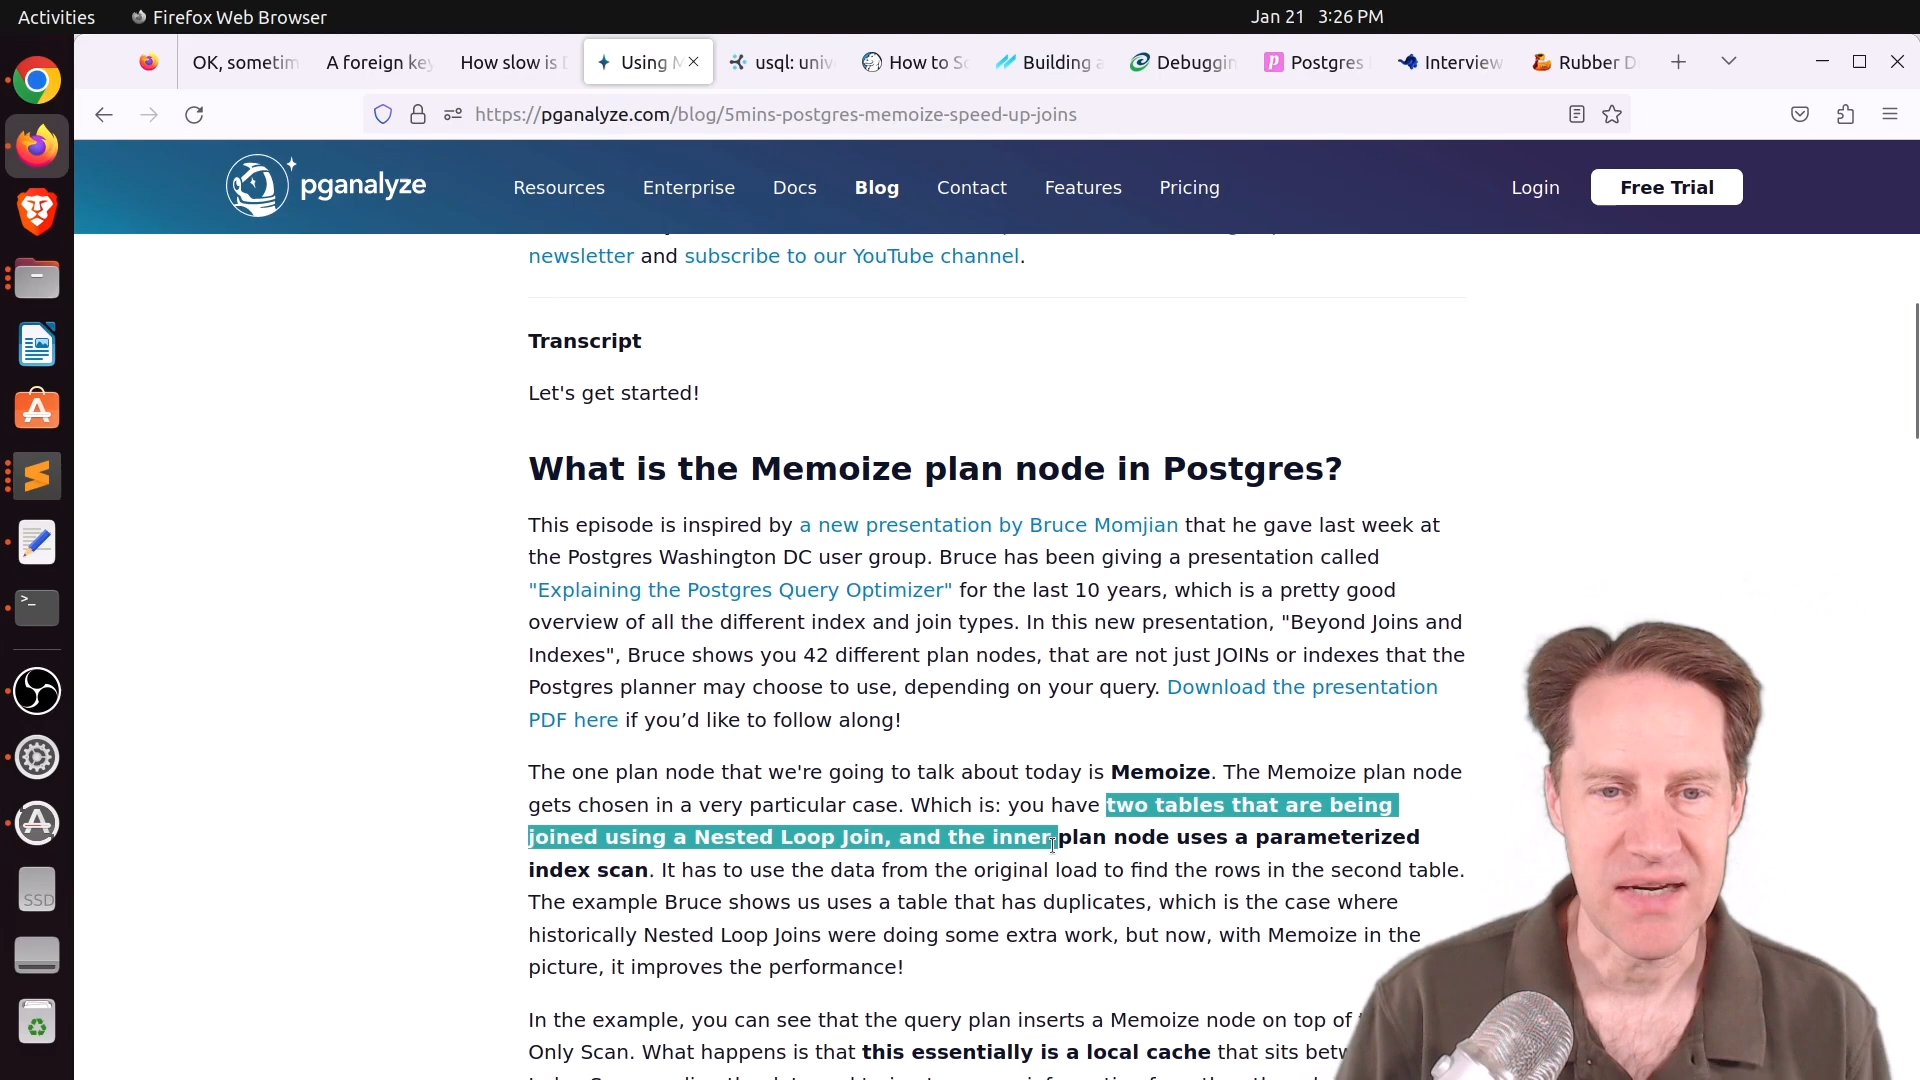 Activities
Firefox Web Browser
Jan 21 3:26 PM
OK, sometim
A foreign key
How slow is
Using M
usql: univ
How to Sc
Building a
Debuggin
Postgres
Interview
Rubber D
https://pganalyze.com/blog/5mins-postgres-memoize-speed-up-joins
pganalyze
Resources
Enterprise
Docs
Blog
Contact
Features
Pricing
Login
Free Trial
newsletter and subscribe to our YouTube channel.
Transcript
Let's get started!
What is the Memoize plan node in Postgres?
This episode is inspired by a new presentation by Bruce Momjian that he gave last week at
the Postgres Washington DC user group. Bruce has been giving a presentation called
"Explaining the Postgres Query Optimizer" for the last 10 years, which is a pretty good
overview of all the different index and join types. In this new presentation, "Beyond Joins and
Indexes", Bruce shows you 42 different plan nodes, that are not just JOINs or indexes that the
Postgres planner may choose to use, depending on your query. Download the presentation
PDF here if you’d like to follow along!
The one plan node that we're going to talk about today is Memoize. The Memoize plan node
gets chosen in a very particular case. Which is: you have two tables that are being
joined using a Nested Loop Join, and the inner plan node uses a parameterized
index scan. It has to use the data from the original load to find the rows in the second table.
The example Bruce shows us uses a table that has duplicates, which is the case where
historically Nested Loop Joins were doing some extra work, but now, with Memoize in the
picture, it improves the performance!
In the example, you can see that the query plan inserts a Memoize node on top of
Only Scan. What happens is that this essentially is a local cache that sits
SSD